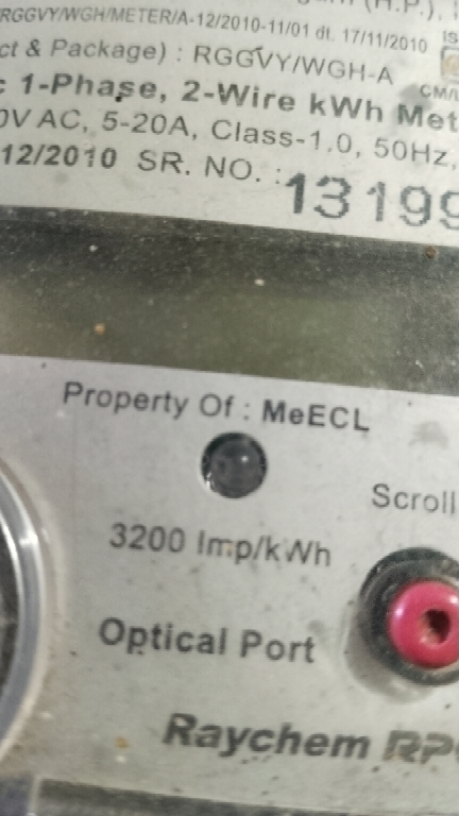 (H.P.),
RGGVY/WGH/METER/A-12/2010-11/01 dt. 17/11/2010
ct & Package) : RGGVY/WGH-A
1-Phase, 2-Wire kWh Met
0V AC, 5-20A, Class-1.0, 50Hz,
12/2010 SR. NO. : 13199
Property Of : MeECL
Scroll
3200 Imp/kWh
Optical Port
Raychem RP